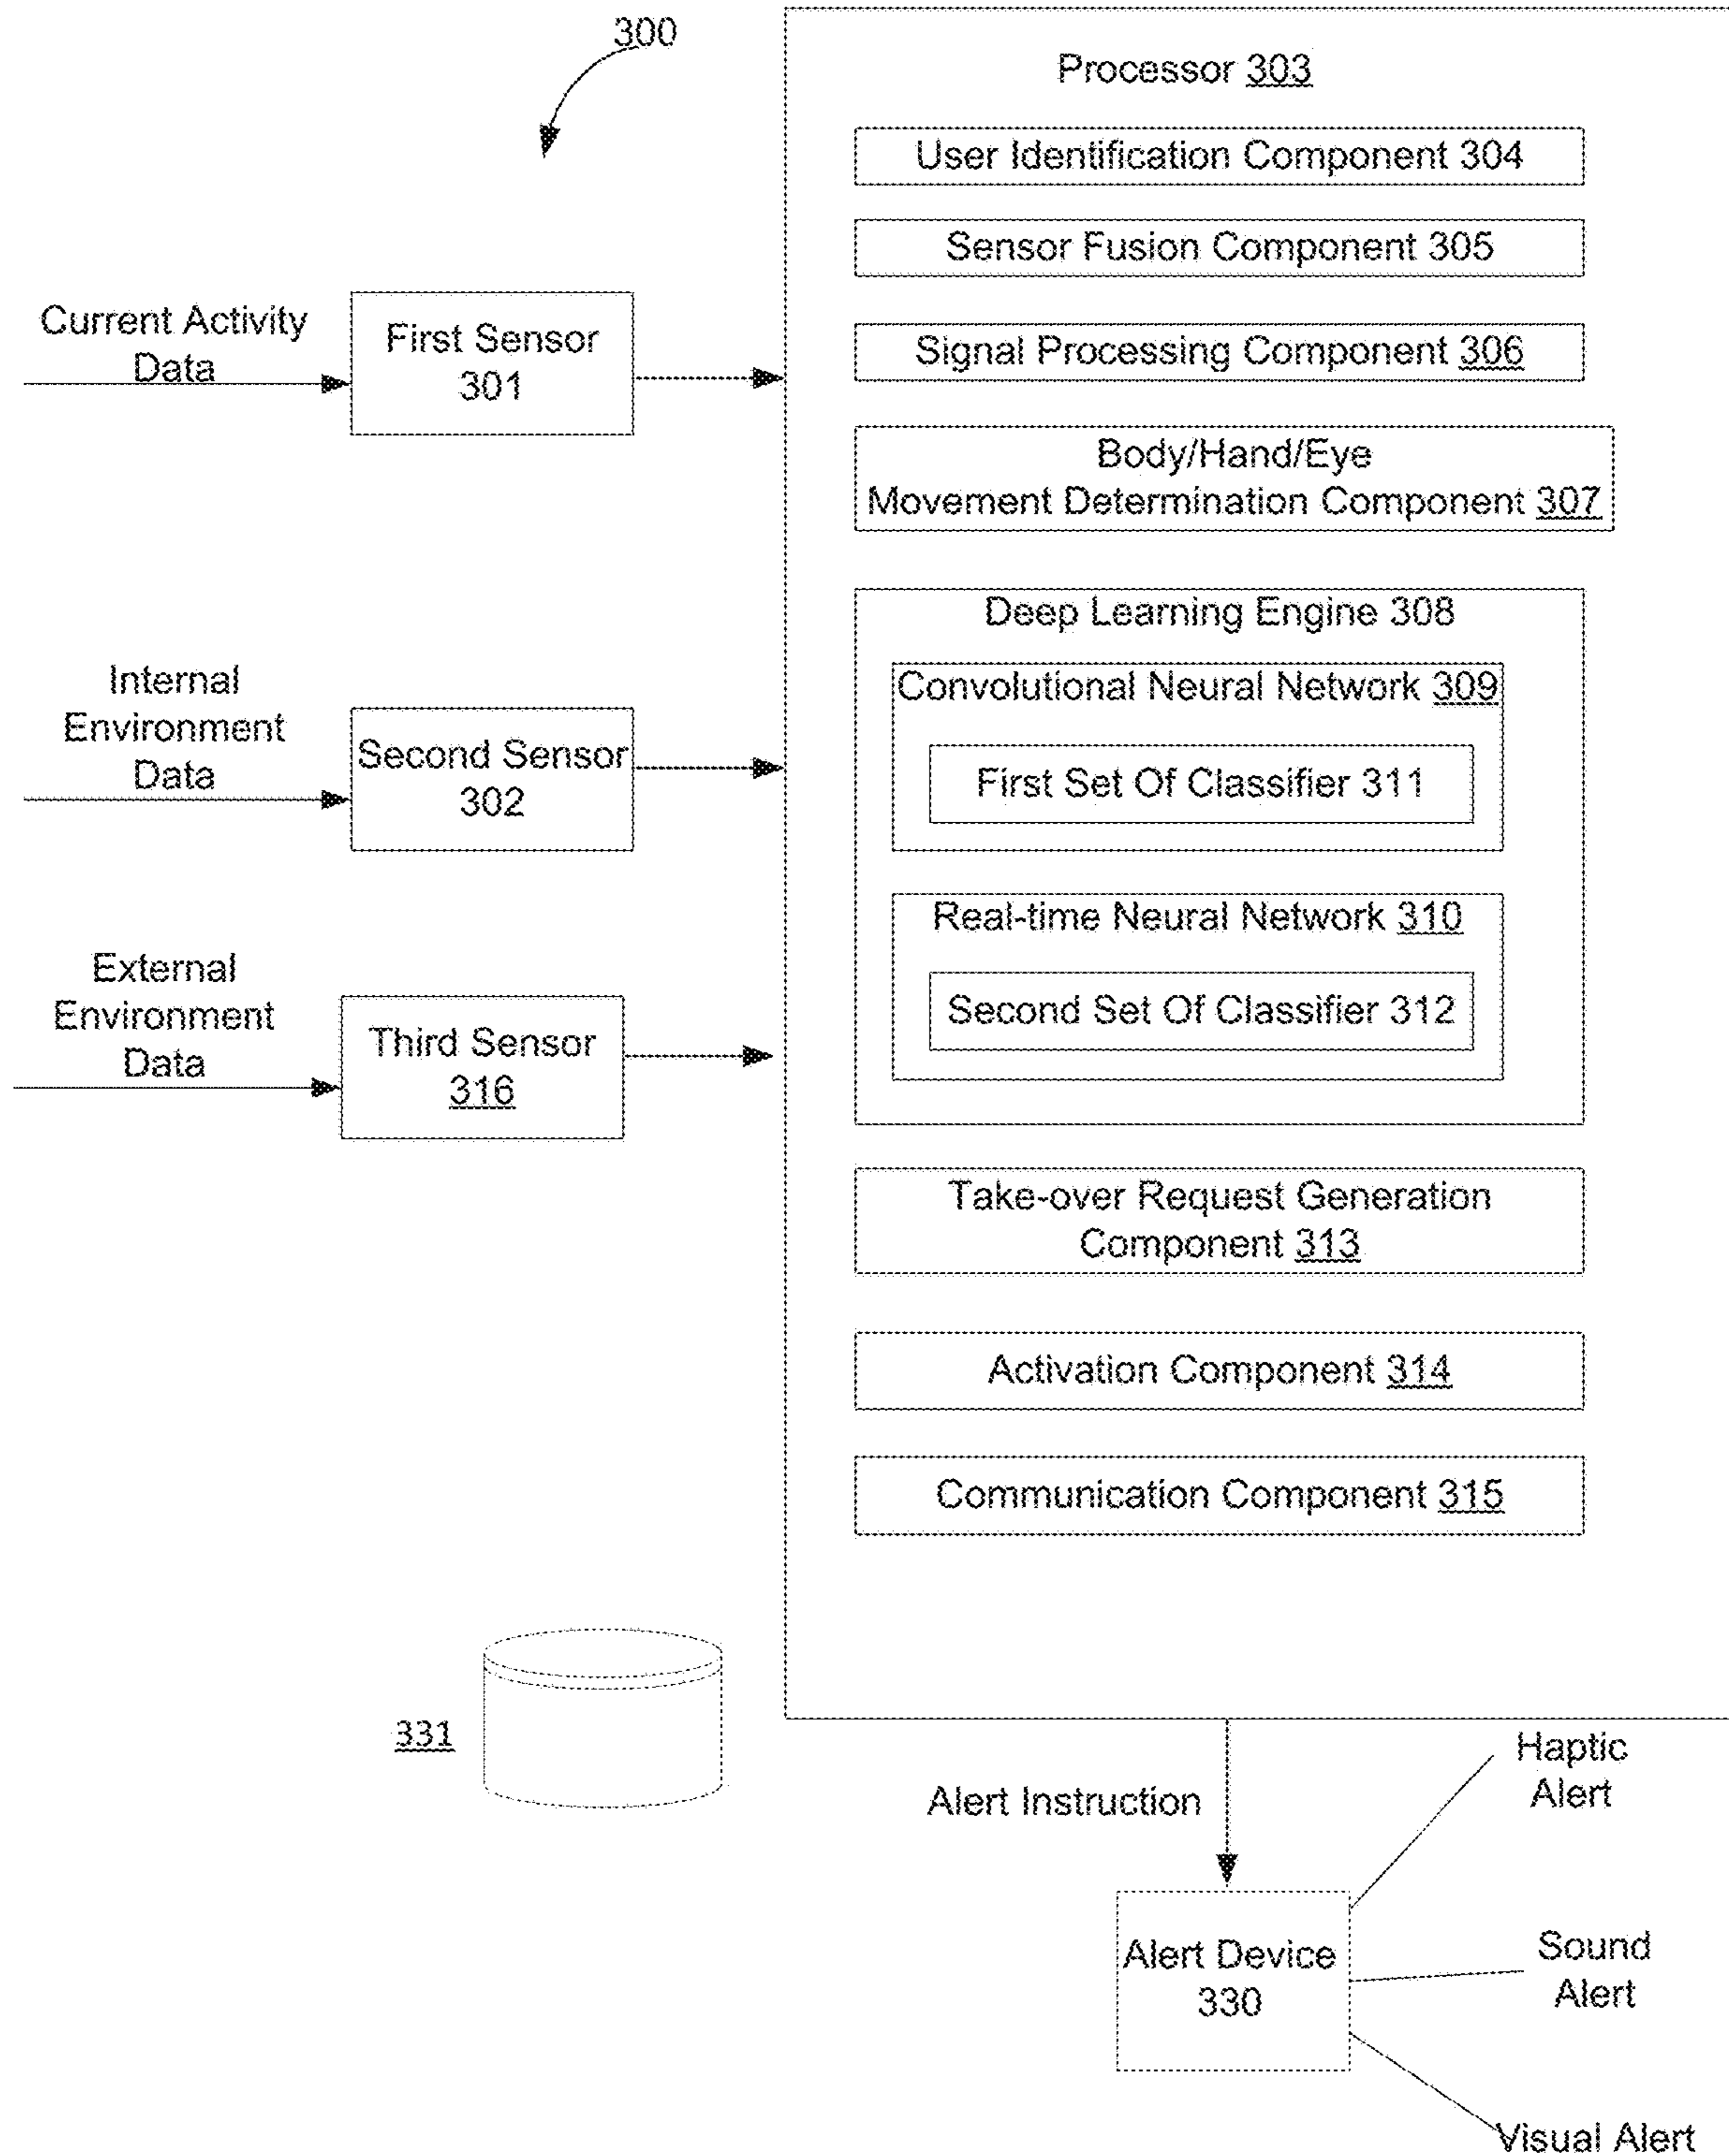 300
Processor 303
User Identification Component 304
Sensor Fusion Component 305
Signal Processing Component 306
Body/Hand/Eye
Movement Determination Component 307
Deep Learning Engine 308
Convolutional Neural Network 309
First Set Of Classifier 311
Real-time Neural Network 310
Second Set Of Classifier 312
Take-over Request Generation
Component 313
Activation Component 314
Communication Component 315
Current Activity
Data
First Sensor
301
Internal
Environment
Data
Second Sensor
302
External
Environment
Data
Third Sensor
316
331
Alert Instruction
Alert Device
330
Haptic
Alert
Sound
Alert
Visual Alert